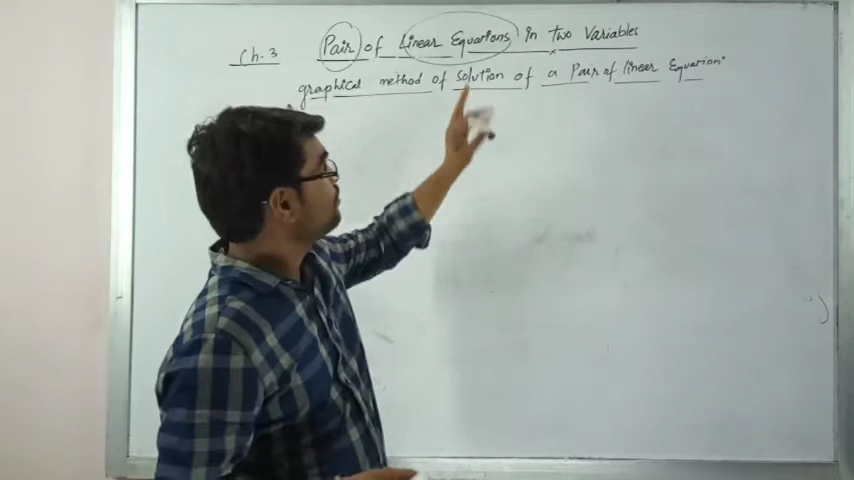 Ch-3 Pair of Linear Equations in two Variables
graphical method of solution of a Pair of linear Equation.